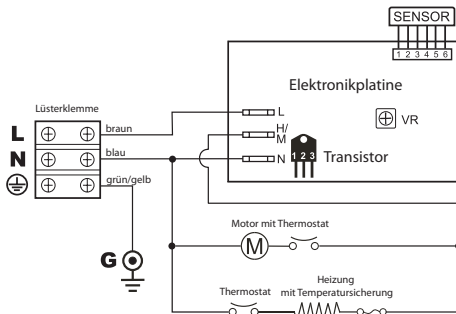 SENSOR
1 2 3 4 5 6
Elektronikplatine
Lüsterklemme
L
braun
L
VR
H/
M
N
blau
N
1 2 3
Transistor
grün/gelb
G
Motor mit Thermostat
M
Heizung
Thermostat
mit Temperatursicherung